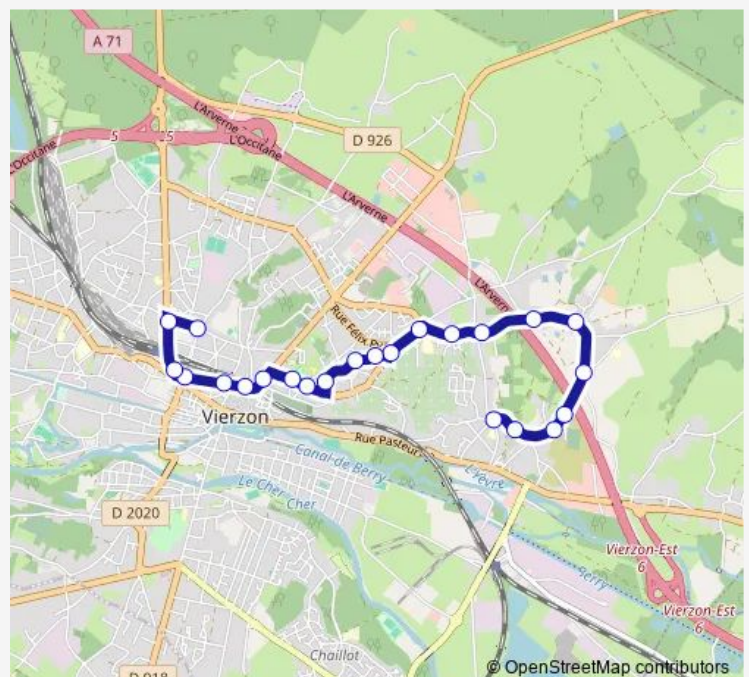 A 71
L'Arverne
L'Occitane
5
5
L'Occitane
D 926
L'Arverne
L'Arverne
Rue Félix P
Vierzon
Rue Pasteur
Canal-de Berry
L'Yèvre
Le Cher
Cher
D 2020
Vierzon-Est
6
Berry
Vierzon-Est
6
Chaillot
D 918
© OpenStreetMap contributors